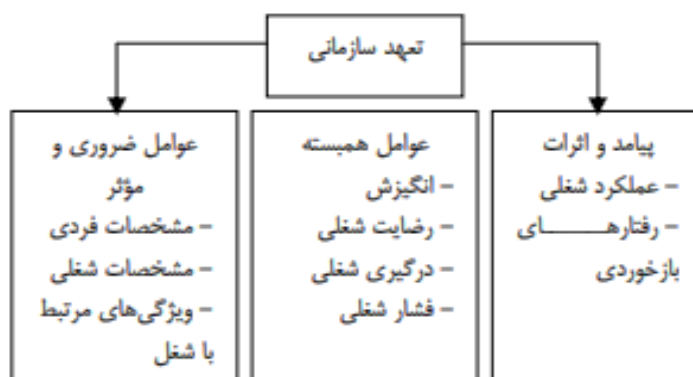 تعهد سازمانی
پیامد و اثرات
– عملکرد شغلی
– رفتارهـــــــای
بازخوردی
عوامل همبسته
– انگیزش
– رضایت شغلی
– درگیری شغلی
– فشار شغلی
عوامل ضروری و
مؤثر
– مشخصات فردی
– مشخصات شغلی
– ویژگی‌های مرتبط
با شغل